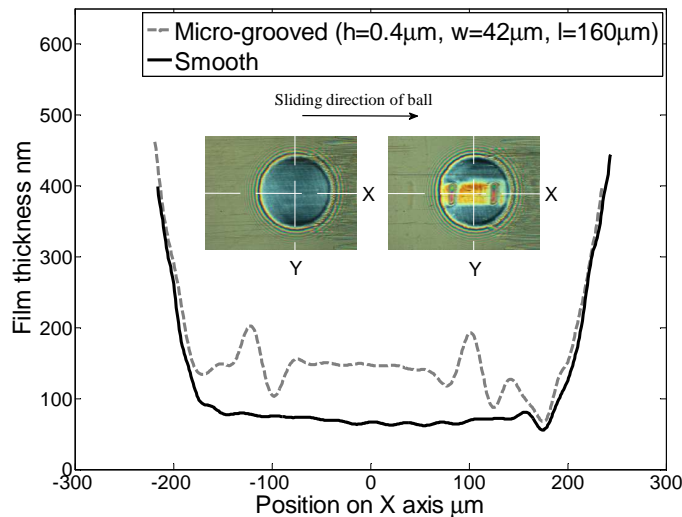 650
600
500
400
300
200
100
0
Film thickness nm
Micro-grooved (h=0.4μm, w=42μm, l=160μm)
Smooth
Sliding direction of ball
X
X
Y
Y
-300
-200
-100
0
100
200
300
Position on X axis μm